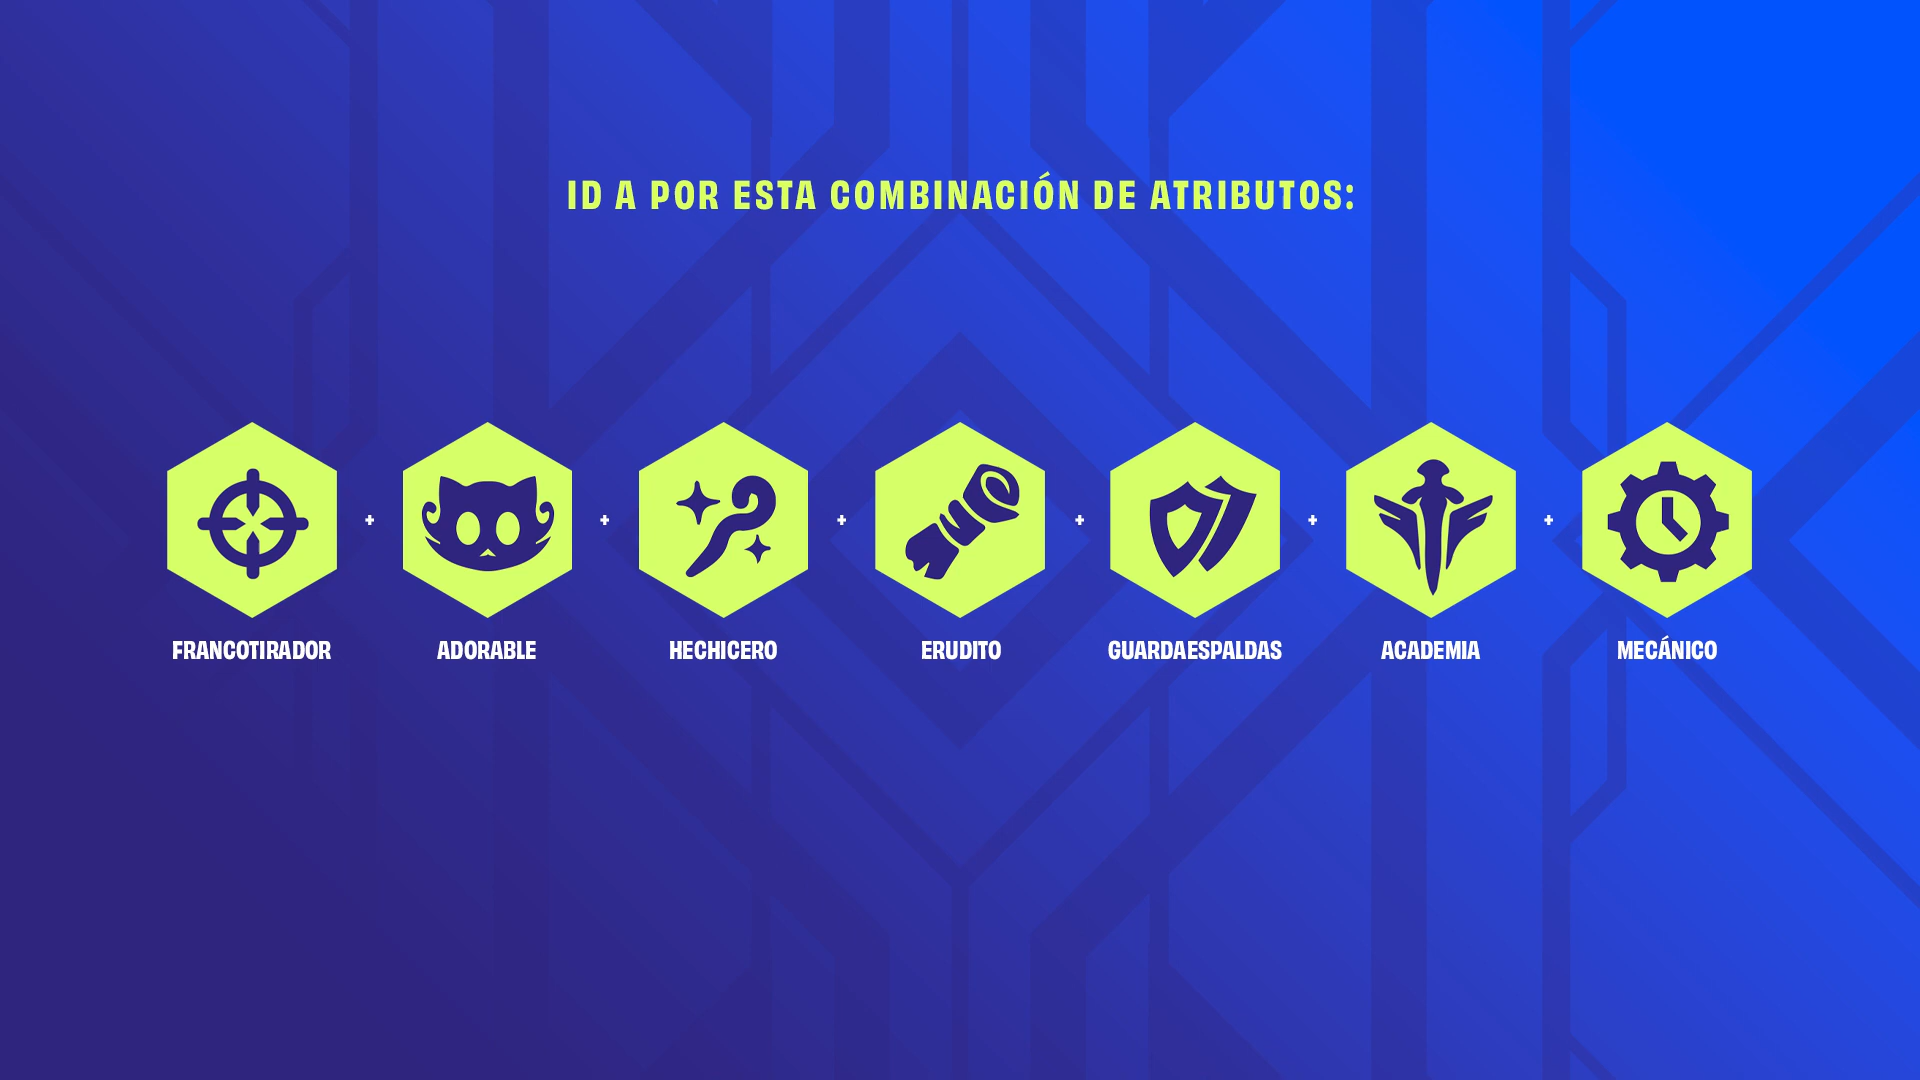 ID A POR ESTA COMBINACIÓN DE ATRIBUTOS:
+ + + + + +
FRANCOTIRADOR ADORABLE HECHICERO ERUDITO GUARDAESPALDAS ACADEMIA MECÁNICO